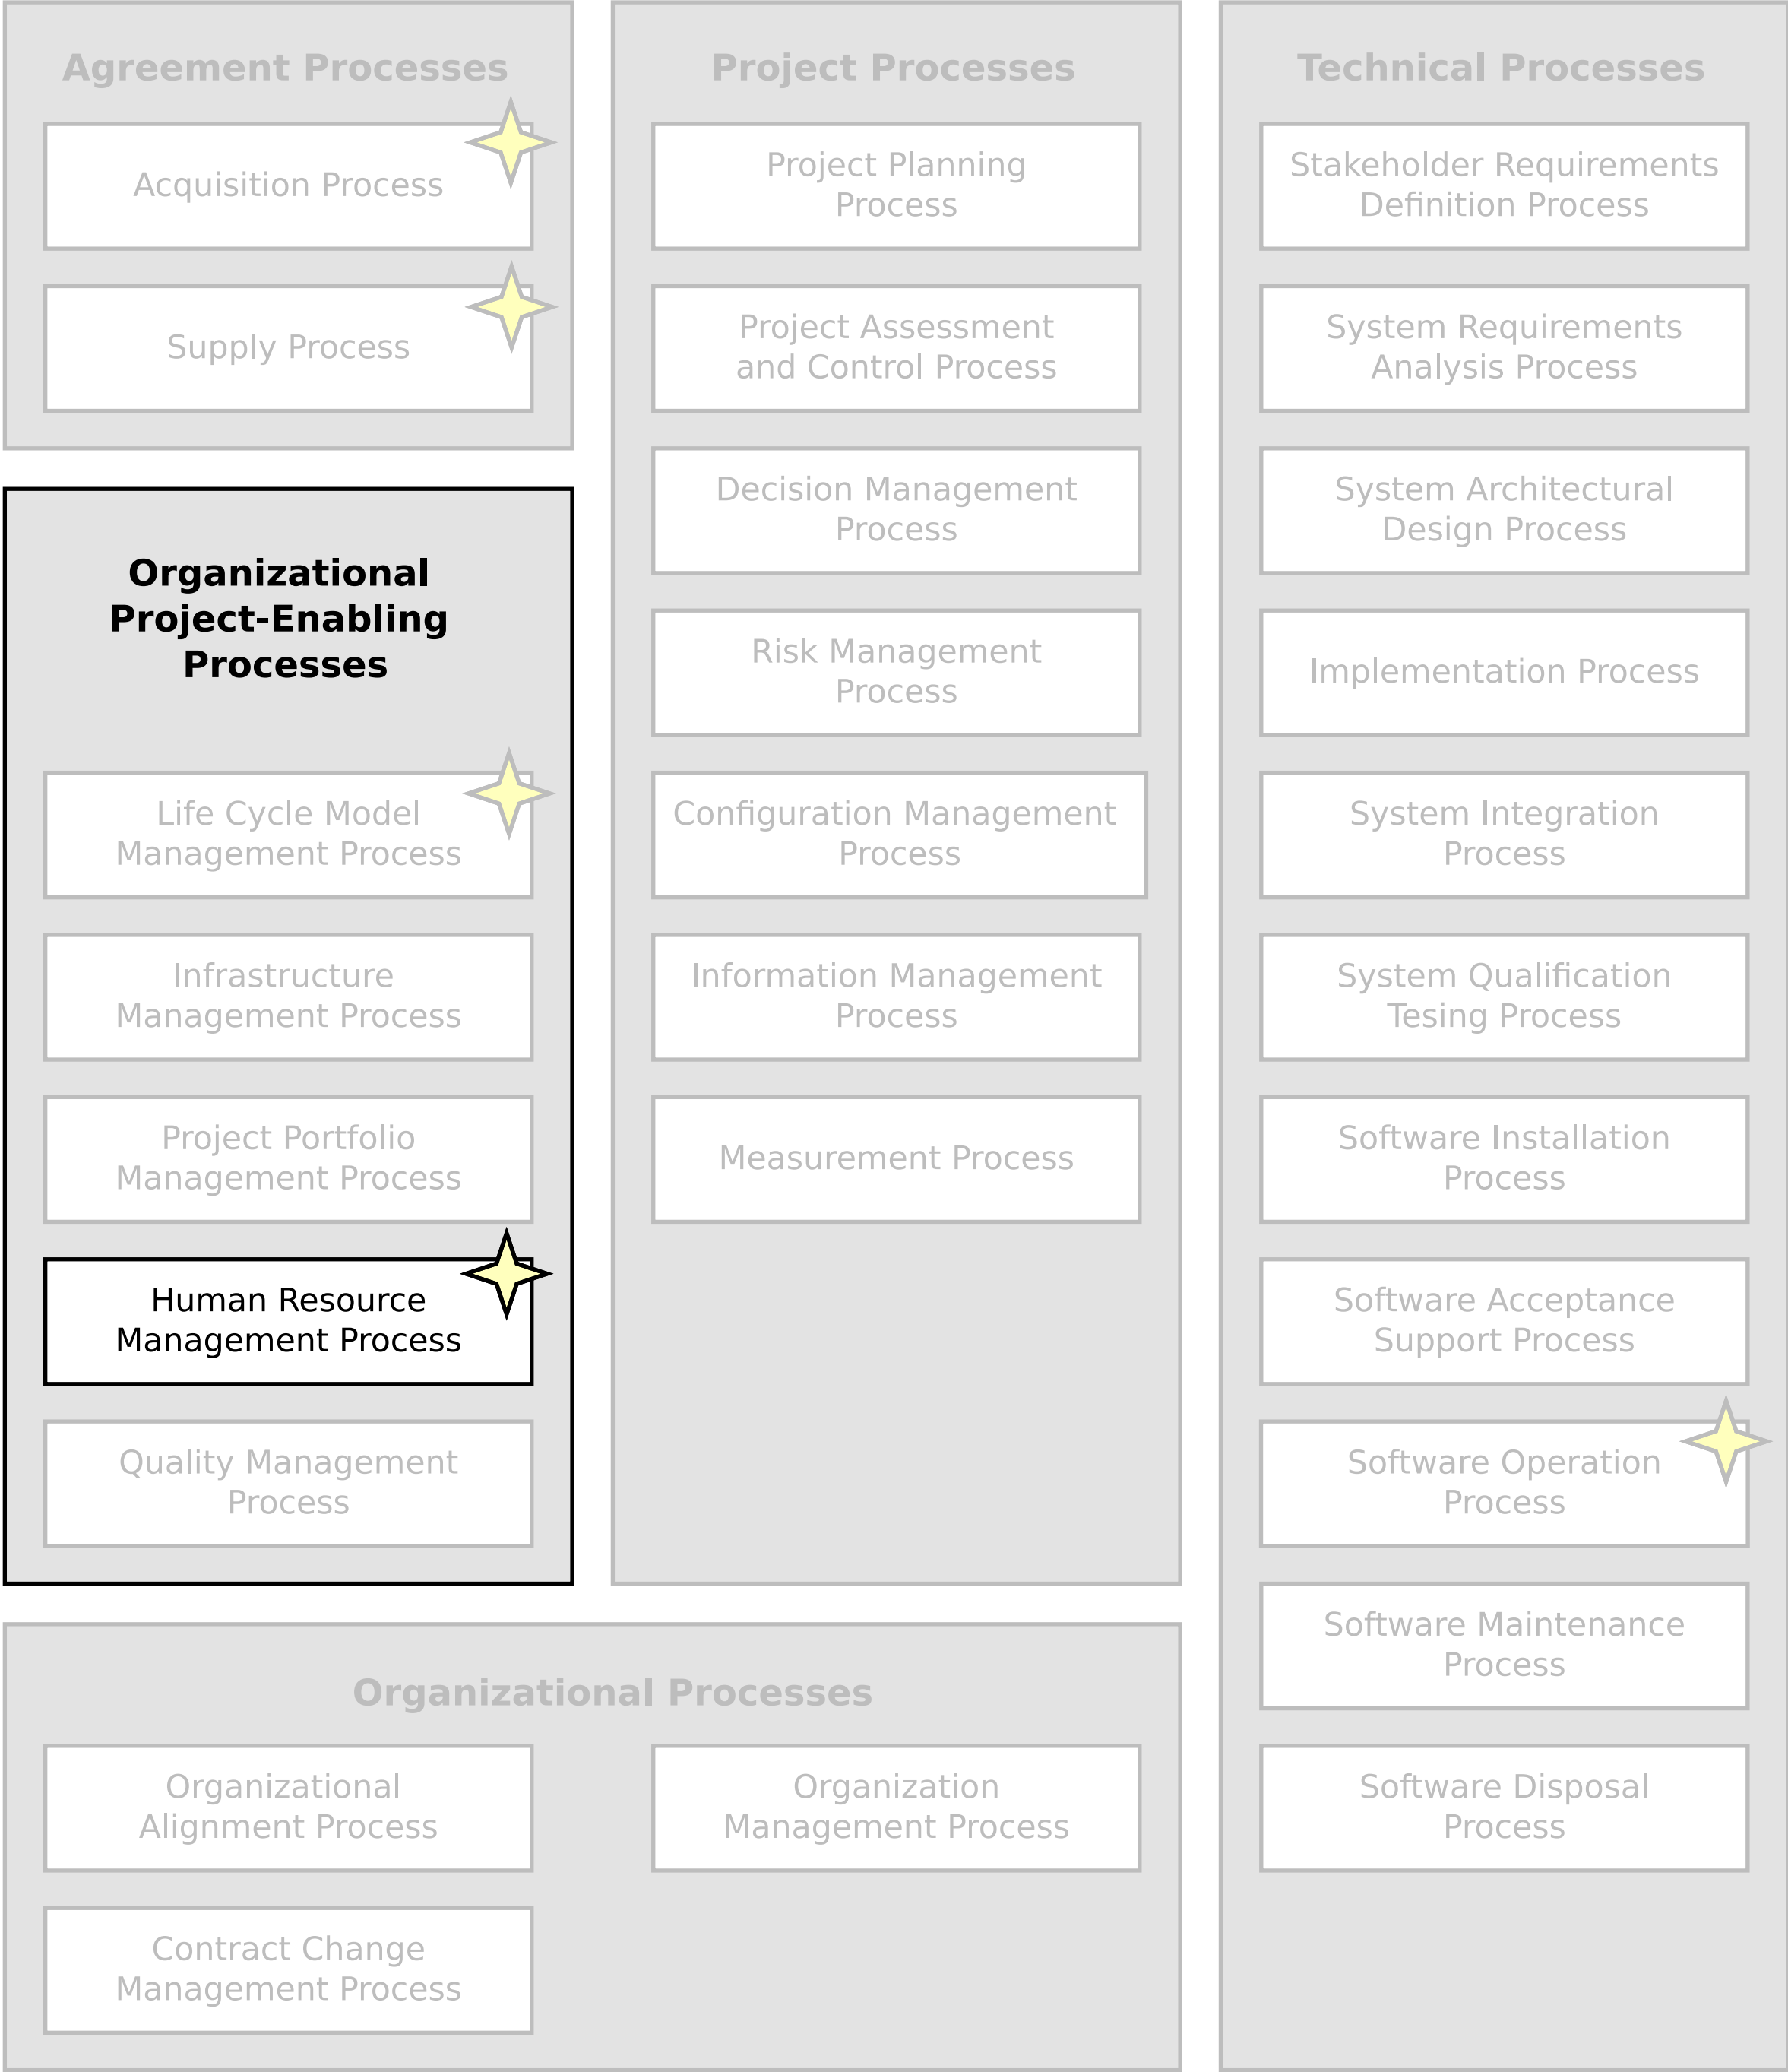 Agreement Processes
Acquisition Process
Supply Process
Organizational
Project-Enabling
Processes
Life Cycle Model
Management Process
Infrastructure
Management Process
Project Portfolio
Management Process
Human Resource
Management Process
Quality Management
Process
Project Processes
Project Planning
Process
Project Assessment
and Control Process
Decision Management
Process
Risk Management
Process
Configuration Management
Process
Information Management
Process
Measurement Process
Organizational Processes
Organizational
Alignment Process
Organization
Management Process
Contract Change
Management Process
Technical Processes
Stakeholder Requirements
Definition Process
System Requirements
Analysis Process
System Architectural
Design Process
Implementation Process
System Integration
Process
System Qualification
Tesing Process
Software Installation
Process
Software Acceptance
Support Process
Software Operation
Process
Software Maintenance
Process
Software Disposal
Process